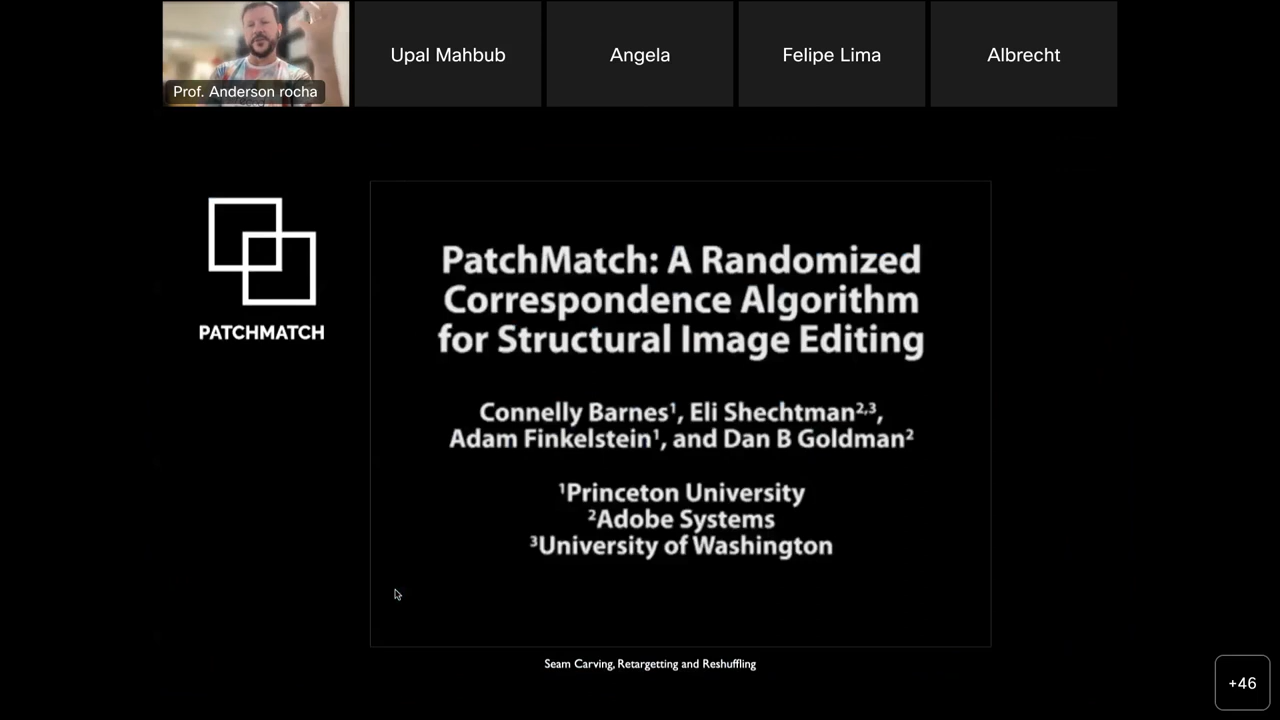 Prof. Anderson rocha
Upal Mahbub
Angela
Felipe Lima
Albrecht
PATCHMATCH
PatchMatch: A Randomized
Correspondence Algorithm
for Structural Image Editing
Connelly Barnes¹, Eli Shechtman²,³,
Adam Finkelstein¹, and Dan B Goldman²
¹Princeton University
²Adobe Systems
³University of Washington
Seam Carving, Retargetting and Reshuffling
+46